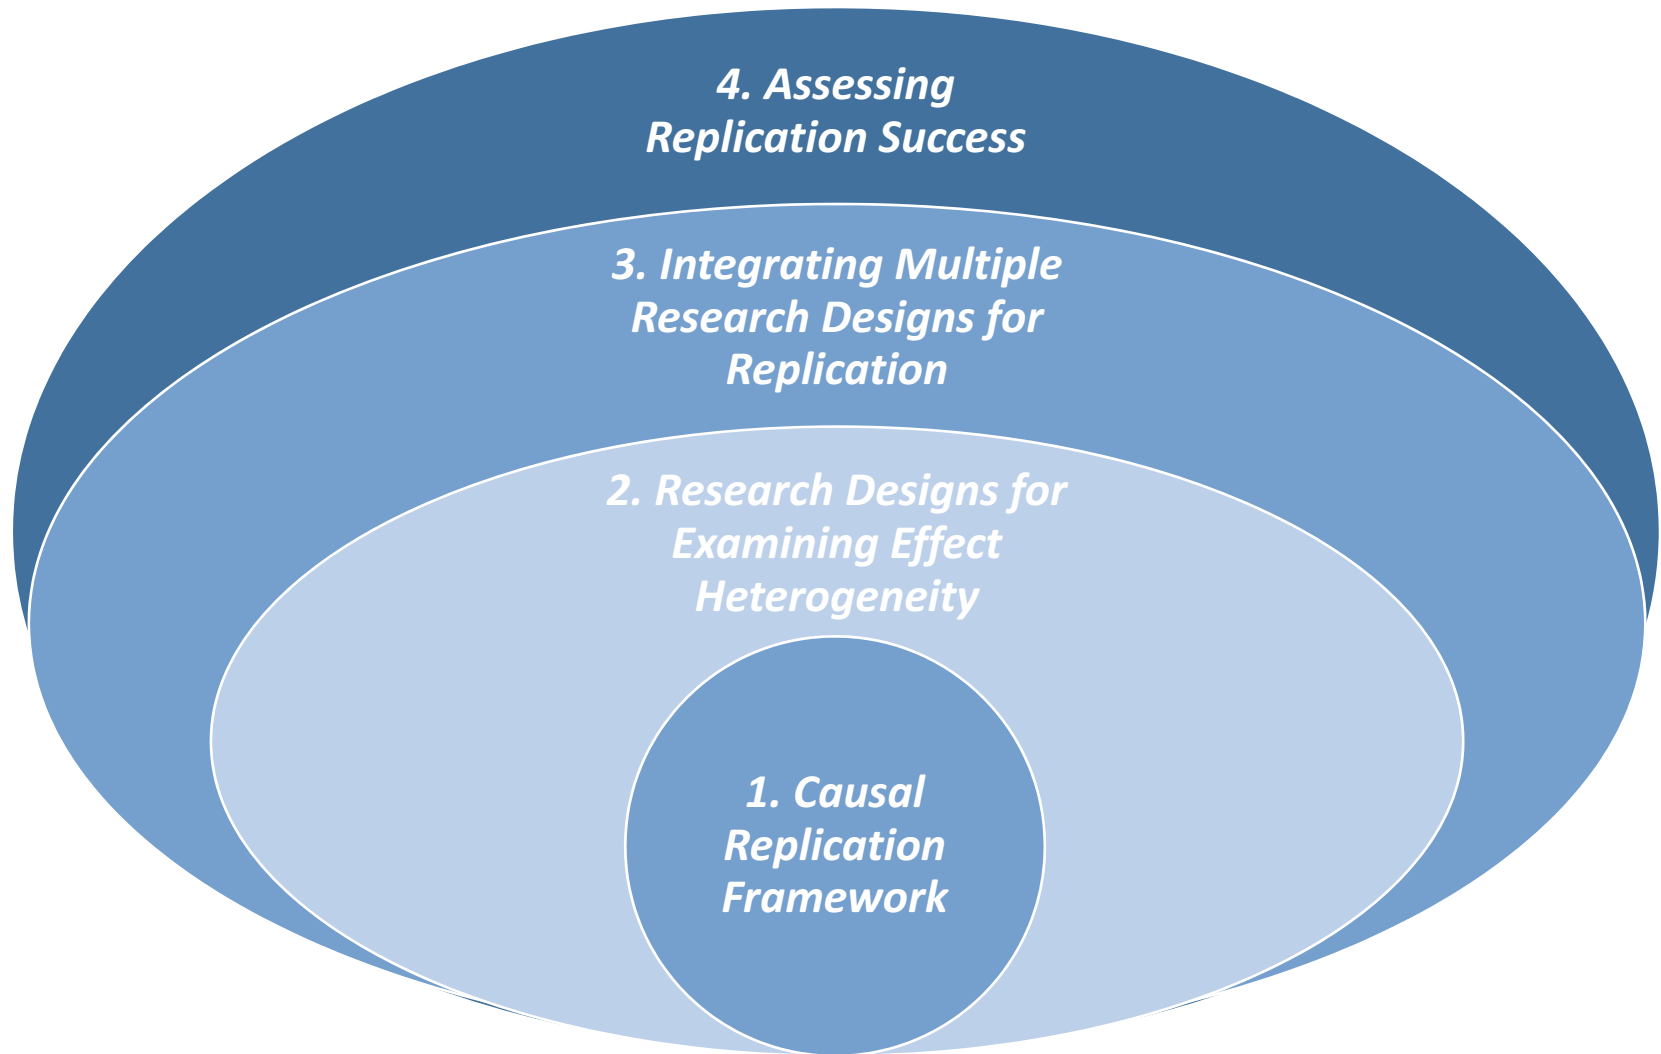 4. Assessing
Replication Success
3. Integrating Multiple
Research Designs for
Replication
2. Research Designs for
Examining Effect
Heterogeneity
1. Causal
Replication
Framework